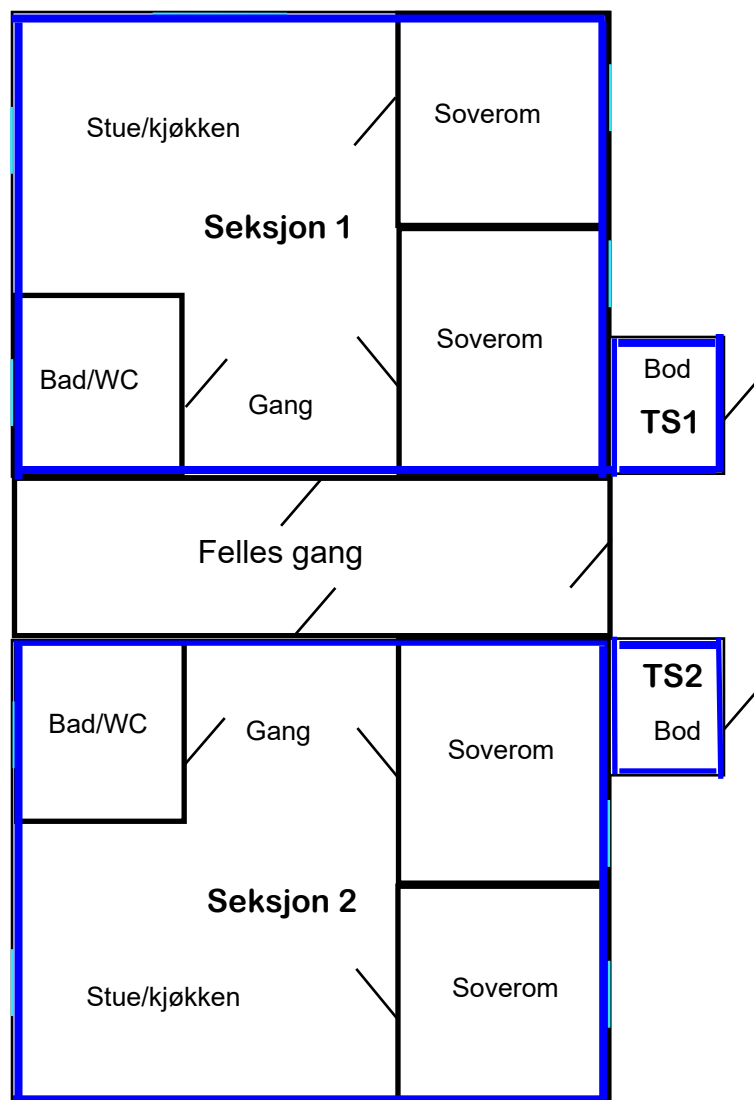 Stue/kjøkken
Soverom
Seksjon 1
Soverom
Bad/WC
Gang
Bod
TS1
Felles gang
Bad/WC
Gang
Soverom
TS2
Bod
Seksjon 2
Stue/kjøkken
Soverom